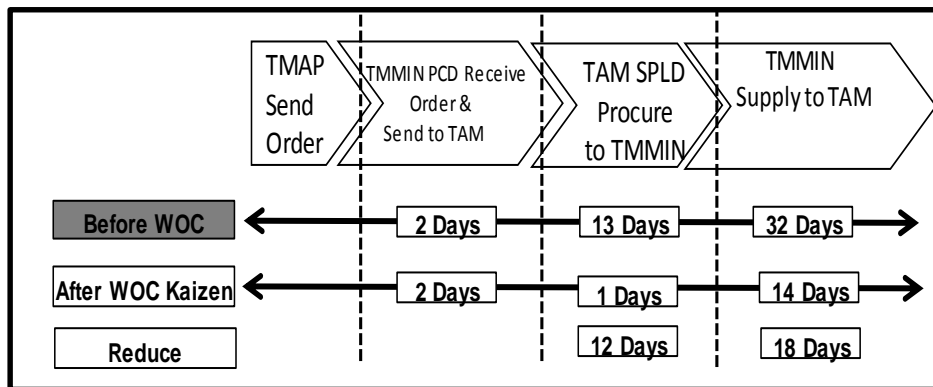 TMAP
Send
Order
TMMIN PCD Receive
Order &
Send to TAM
TAM SPLD
Procure
to TMMIN
TMMIN
Supply to TAM
Before WOC
2 Days
13 Days
32 Days
After WOC Kaizen
2 Days
1 Days
14 Days
Reduce
12 Days
18 Days